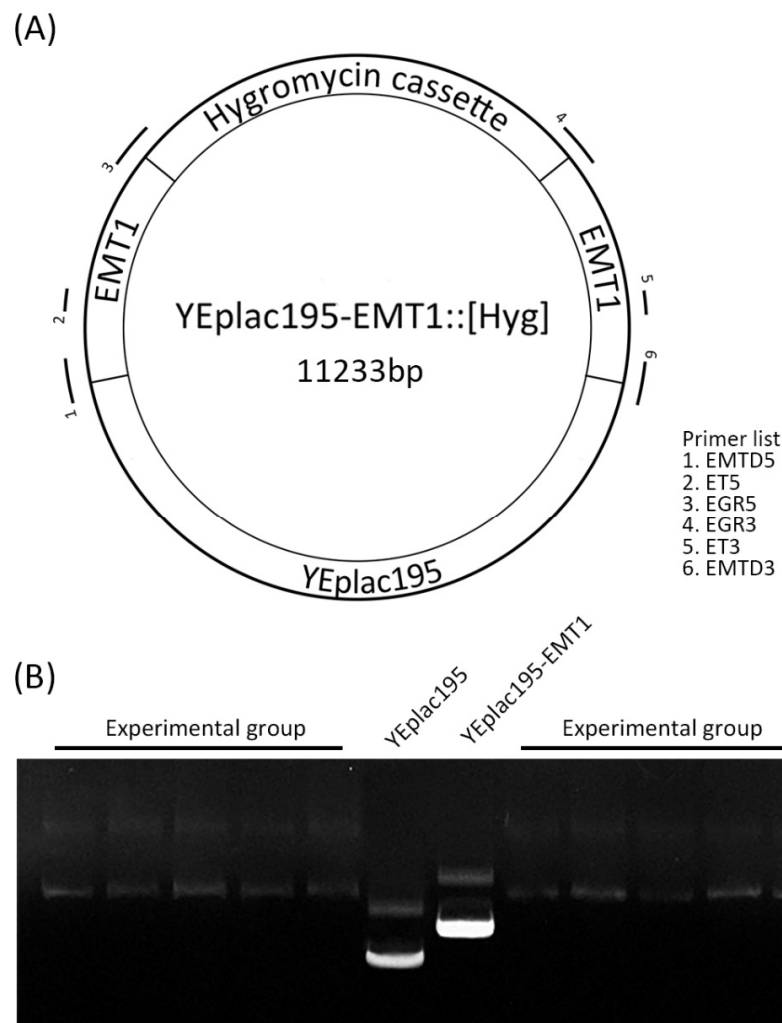 (A)
Hygromycin cassette
3
4
EMT1
EMT1
2
5
1
6
YEplac195-EMT1::[Hyg]
11233bp
YEplac195
Primer list
1. EMTD5
2. ET5
3. EGR5
4. EGR3
5. ET3
6. EMTD3
(B)
Experimental group
YEplac195
YEplac195-EMT1
Experimental group